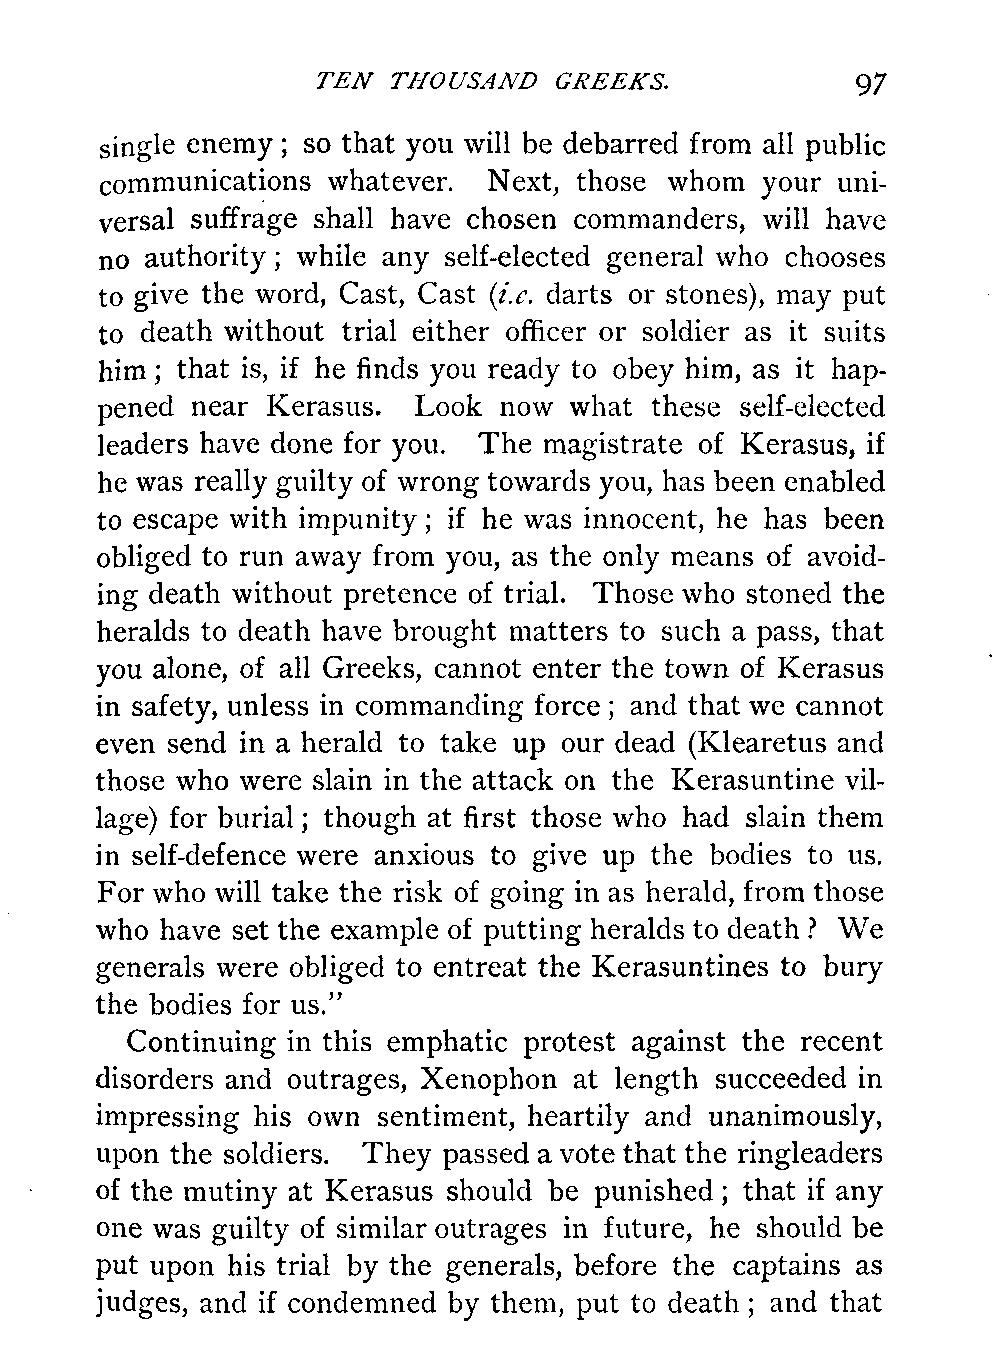 TEN THOUSAND GREEKS. 97
single enemy ; so that you will be debarred from all public
communications whatever. Next, those whom your uni-
versal suffrage shall have chosen commanders, will have
no authority ; while any self-elected general who chooses
to give the word, Cast, Cast (i.e. darts or stones), may put
to death without trial either officer or soldier as it suits
him ; that is, if he finds you ready to obey him, as it hap-
pened near Kerasus. Look now what these self-elected
leaders have done for you. The magistrate of Kerasus, if
he was really guilty of wrong towards you, has been enabled
to escape with impunity ; if he was innocent, he has been
obliged to run away from you, as the only means of avoid-
ing death without pretence of trial. Those who stoned the
heralds to death have brought matters to such a pass, that
you alone, of all Greeks, cannot enter the town of Kerasus
in safety, unless in commanding force ; and that we cannot
even send in a herald to take up our dead (Klearetus and
those who were slain in the attack on the Kerasuntine vil-
lage) for burial ; though at first those who had slain them
in self-defence were anxious to give up the bodies to us.
For who will take the risk of going in as herald, from those
who have set the example of putting heralds to death ? We
generals were obliged to entreat the Kerasuntines to bury
the bodies for us."
Continuing in this emphatic protest against the recent
disorders and outrages, Xenophon at length succeeded in
impressing his own sentiment, heartily and unanimously,
upon the soldiers. They passed a vote that the ringleaders
of the mutiny at Kerasus should be punished ; that if any
one was guilty of similar outrages in future, he should be
put upon his trial by the generals, before the captains as
judges, and if condemned by them, put to death ; and that